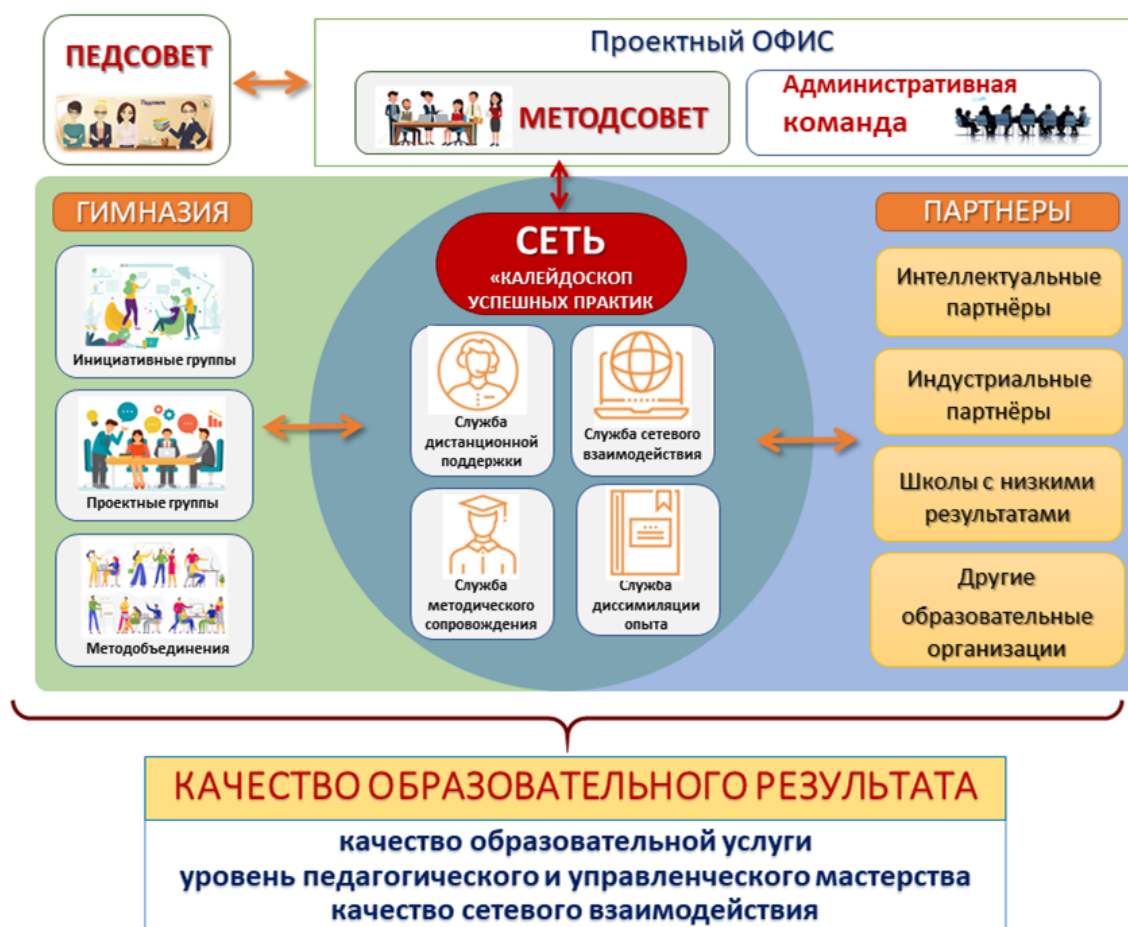 ПЕДСОВЕТ
Педсовет
Проектный ОФИС
МЕТОДСОВЕТ
Административная
команда
ГИМНАЗИЯ
Инициативные группы
Проектные группы
Методобъединения
СЕТЬ
«КАЛЕЙДОСКОП
УСПЕШНЫХ ПРАКТИК
Служба
дистанционной
поддержки
Служба сетевого
взаимодействия
Служба
методического
сопровождения
Служба
диссимиляции
опыта
ПАРТНЕРЫ
Интеллектуальные
партнёры
Индустриальные
партнёры
Школы с низкими
результатами
Другие
образовательные
организации
КАЧЕСТВО ОБРАЗОВАТЕЛЬНОГО РЕЗУЛЬТАТА
качество образовательной услуги
уровень педагогического и управленческого мастерства
качество сетевого взаимодействия